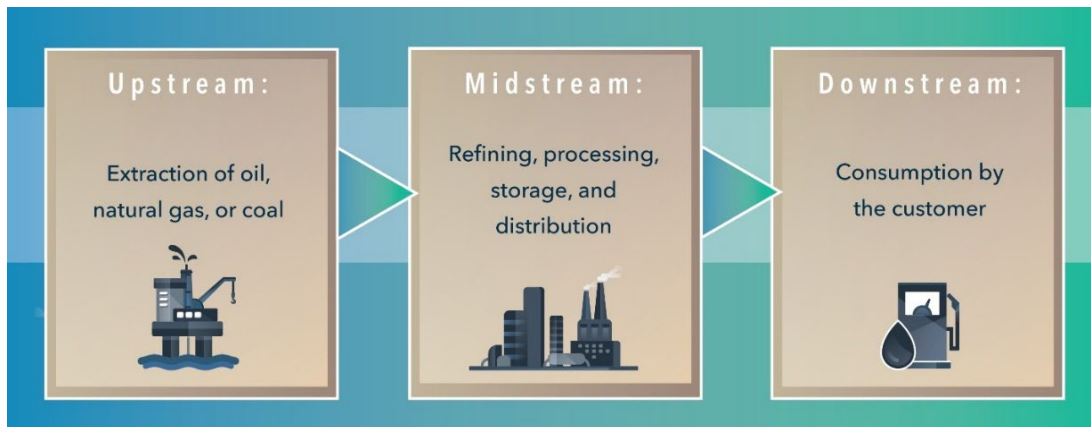 Upstream:
Extraction of oil,
natural gas, or coal
Midstream:
Refining, processing,
storage, and
distribution
Downstream:
Consumption by
the customer